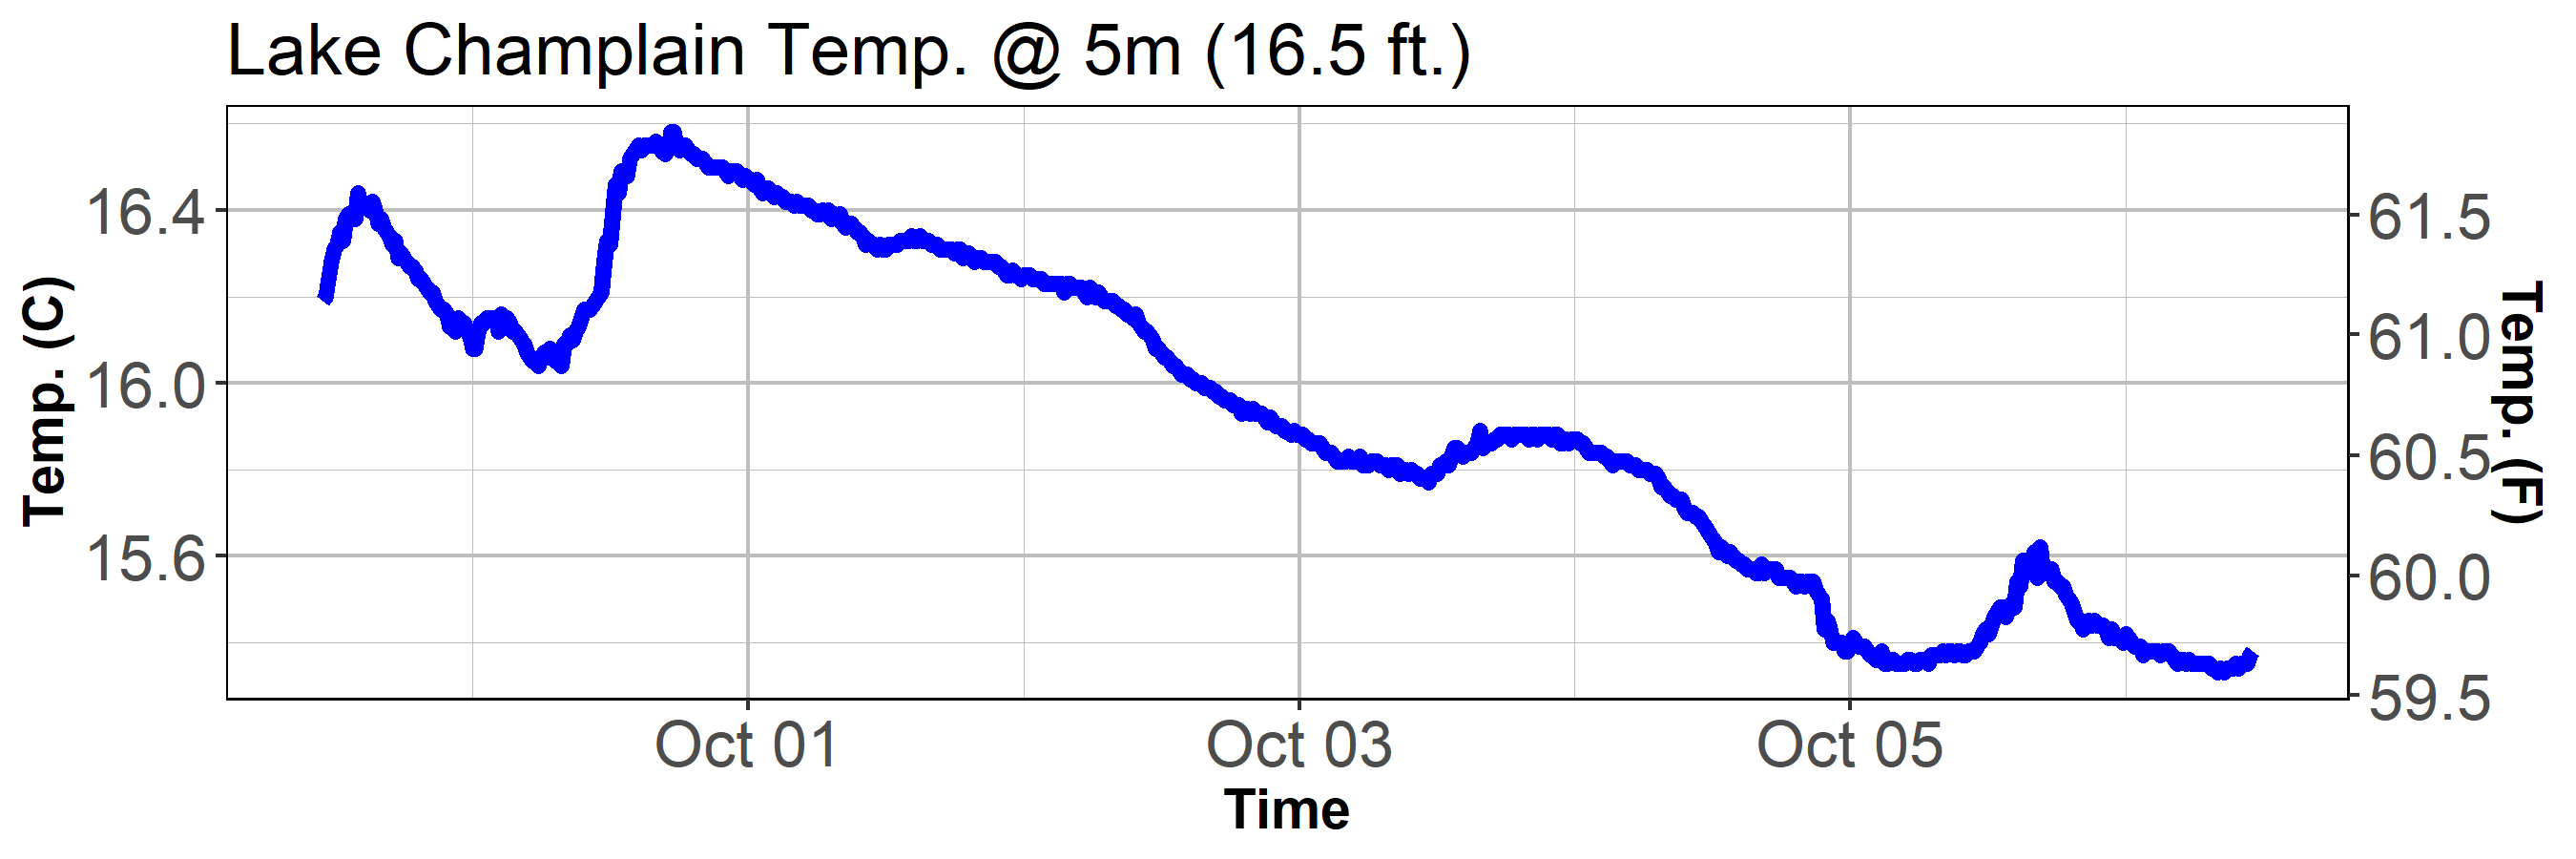 Lake Champlain Temp. @ 5m (16.5 ft.)
Temp. (C)
16.4
16.0
15.6
61.5
61.0
60.5
60.0
59.5
Temp. (F)
Oct 01
Oct 03
Oct 05
Time